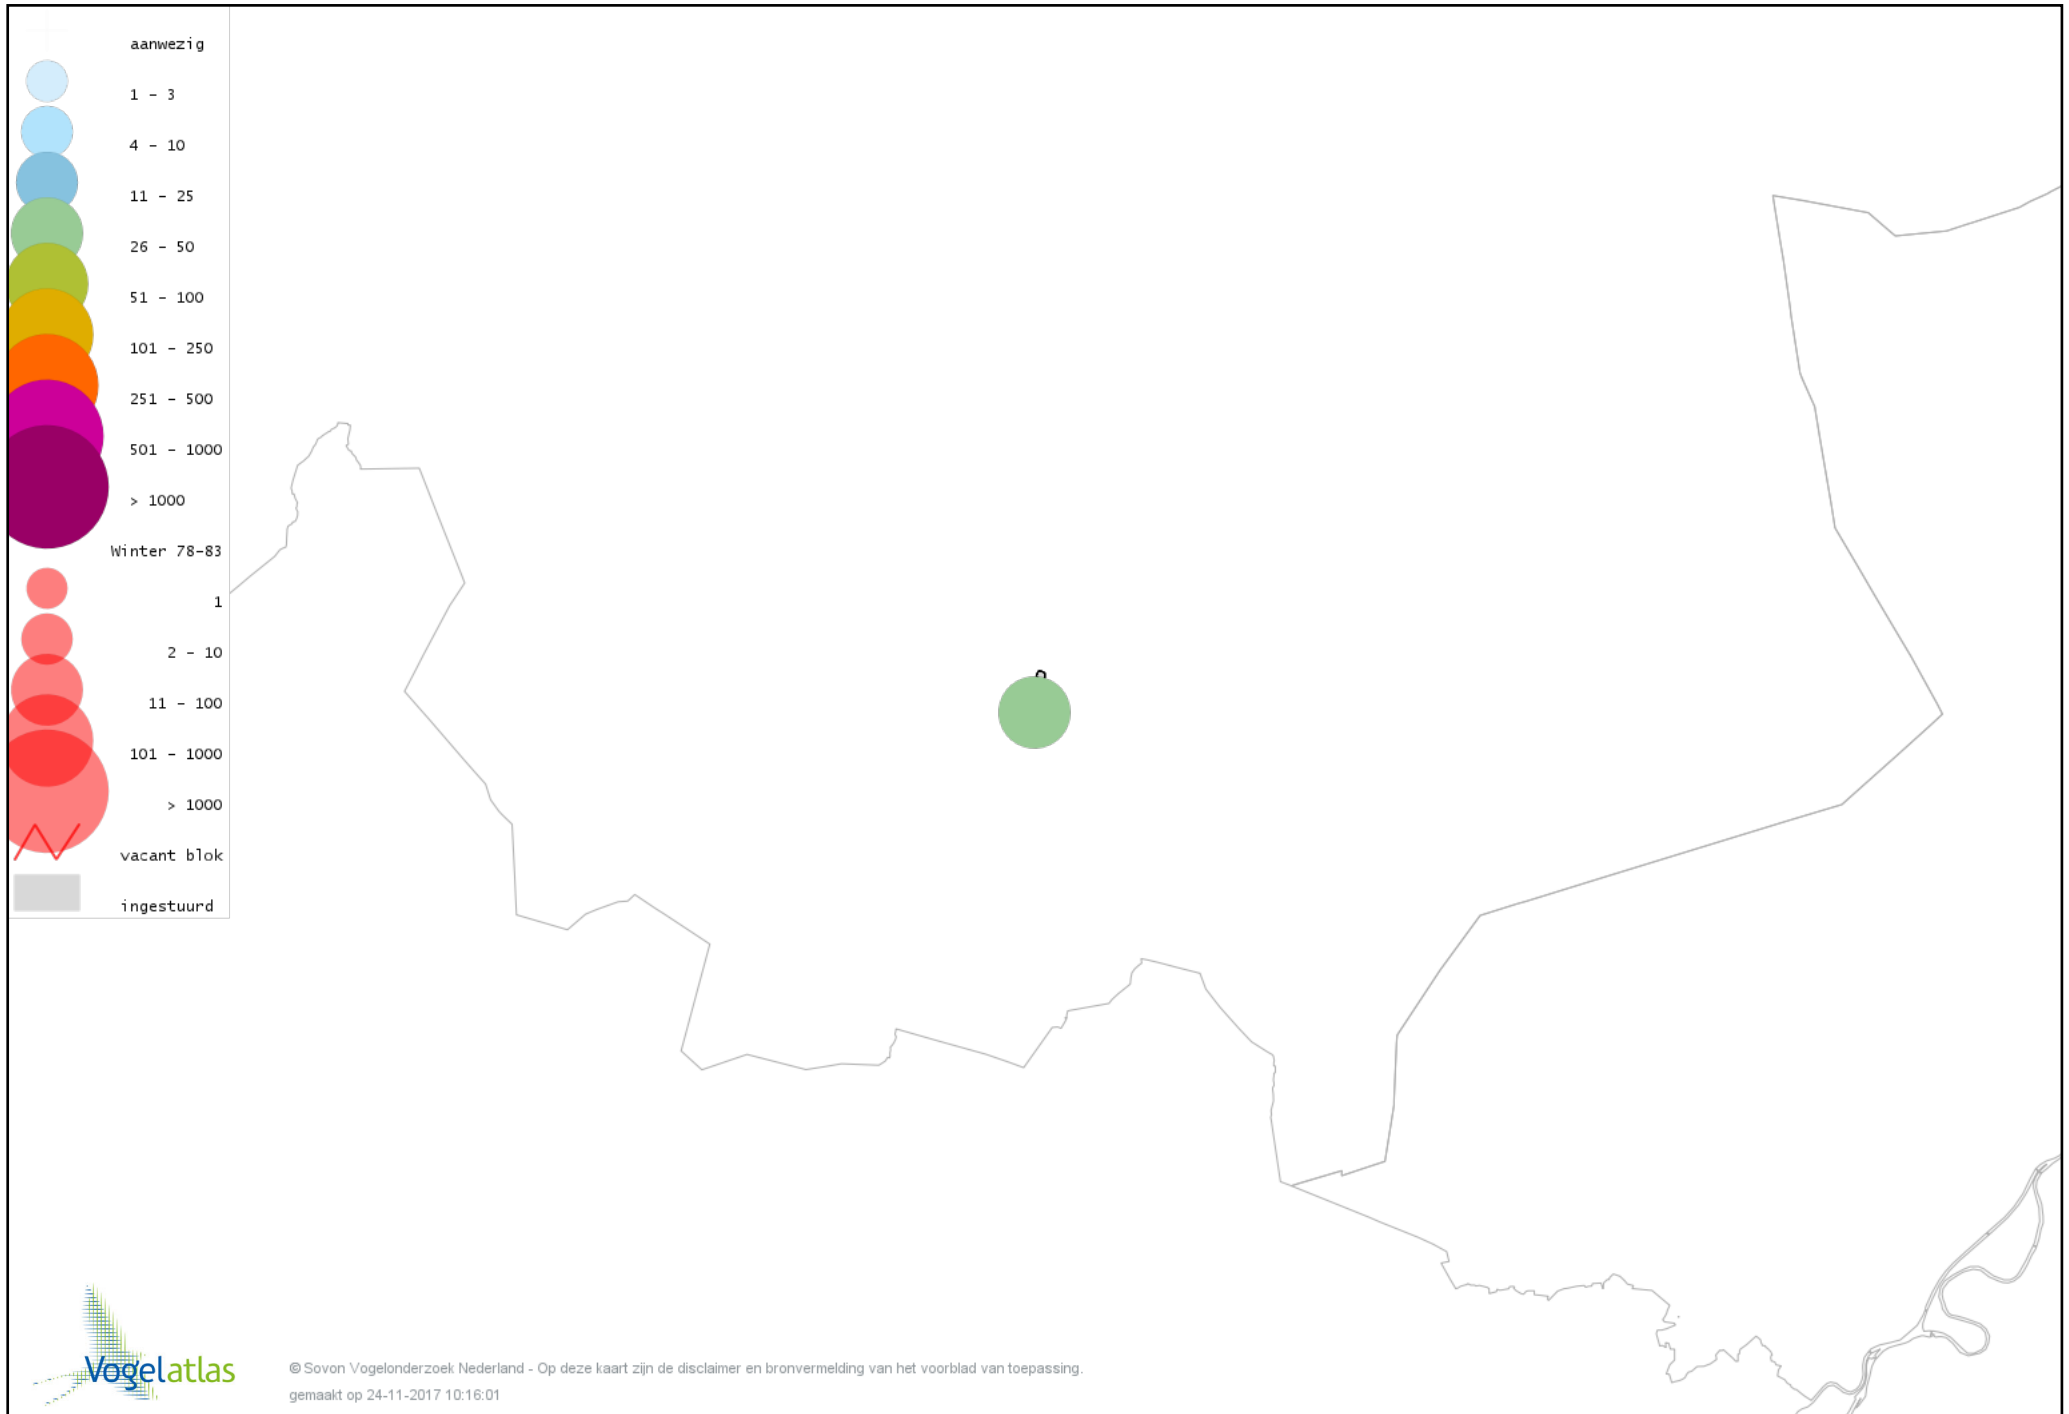 aanwezig
1 - 3
4 - 10
11 - 25
26 - 50
51 - 100
101 - 250
251 - 500
501 - 1000
> 1000
Winter 78-83
1
2 - 10
11 - 100
101 - 1000
> 1000
vacant blok
ingestuurd
Vogelatlas
© Sovon Vogelonderzoek Nederland - Op deze kaart zijn de disclaimer en bronvermelding van het voorblad van toepassing.
gemaakt op 24-11-2017 10:16:01